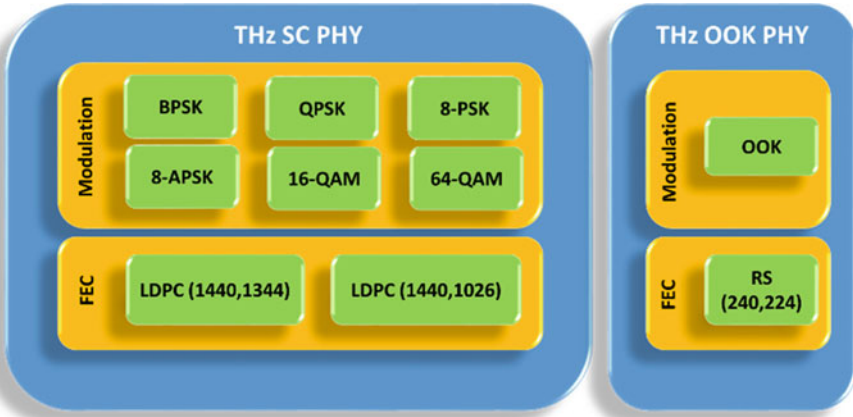 THz SC PHY
Modulation
BPSK
QPSK
8-PSK
8-APSK
16-QAM
64-QAM
FEC
LDPC (1440,1344)
LDPC (1440,1026)
THz OOK PHY
Modulation
OOK
FEC
RS
(240,224)